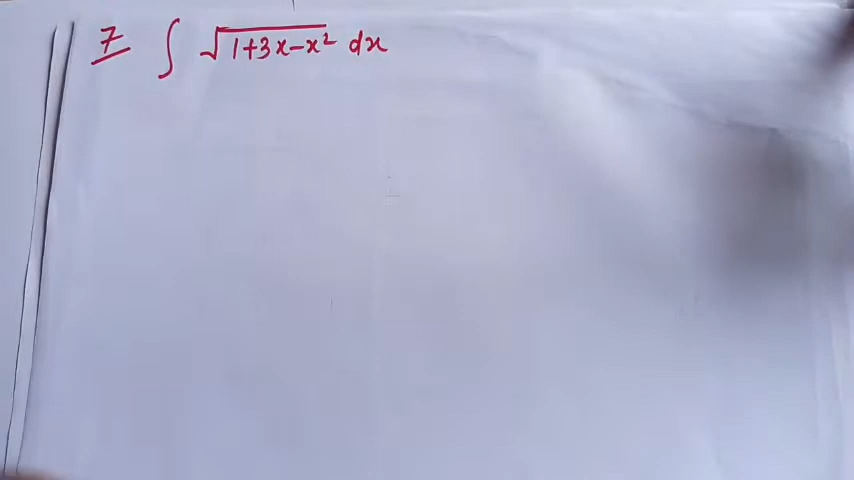 7 ∫ √1+3x-x² dx